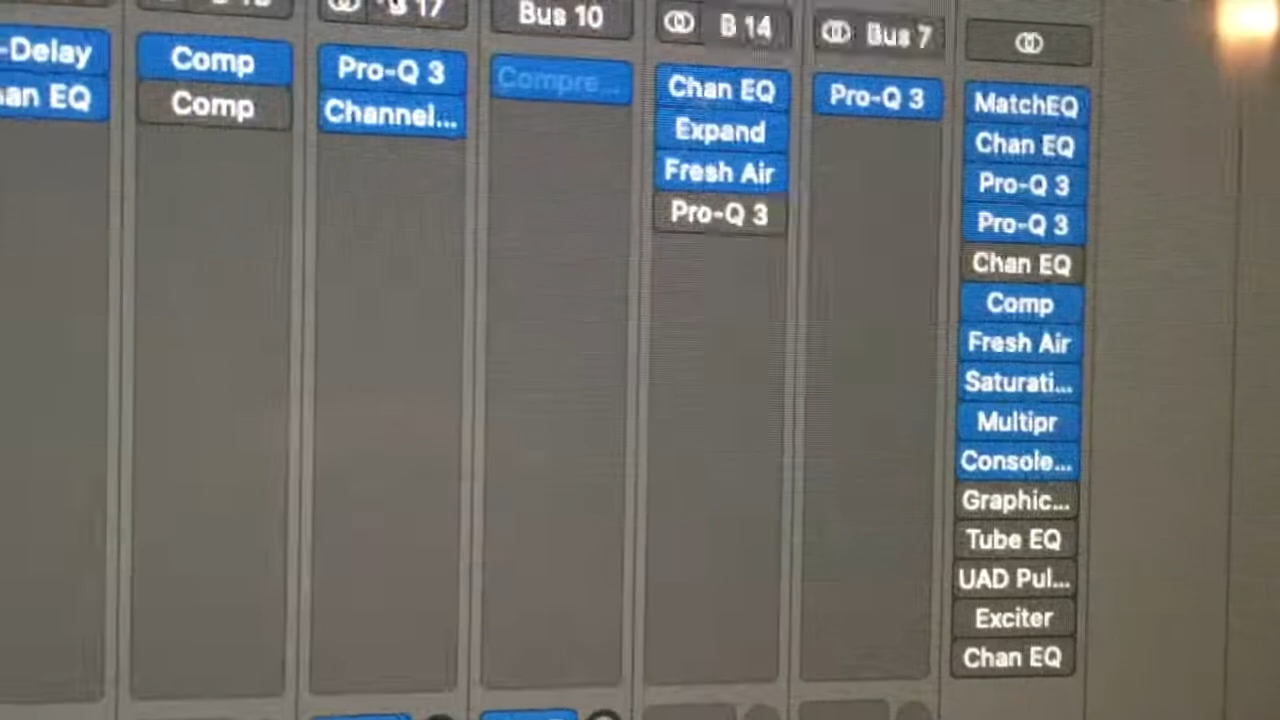 17
Bus 10
B 14
Bus 7
-Delay
an EQ
Comp
Comp
Pro-Q 3
Channel...
Compre...
Chan EQ
Expand
Fresh Air
Pro-Q 3
Pro-Q 3
MatchEQ
Chan EQ
Pro-Q 3
Pro-Q 3
Chan EQ
Comp
Fresh Air
Saturati...
Multipr
Console...
Graphic...
Tube EQ
UAD Pul...
Exciter
Chan EQ